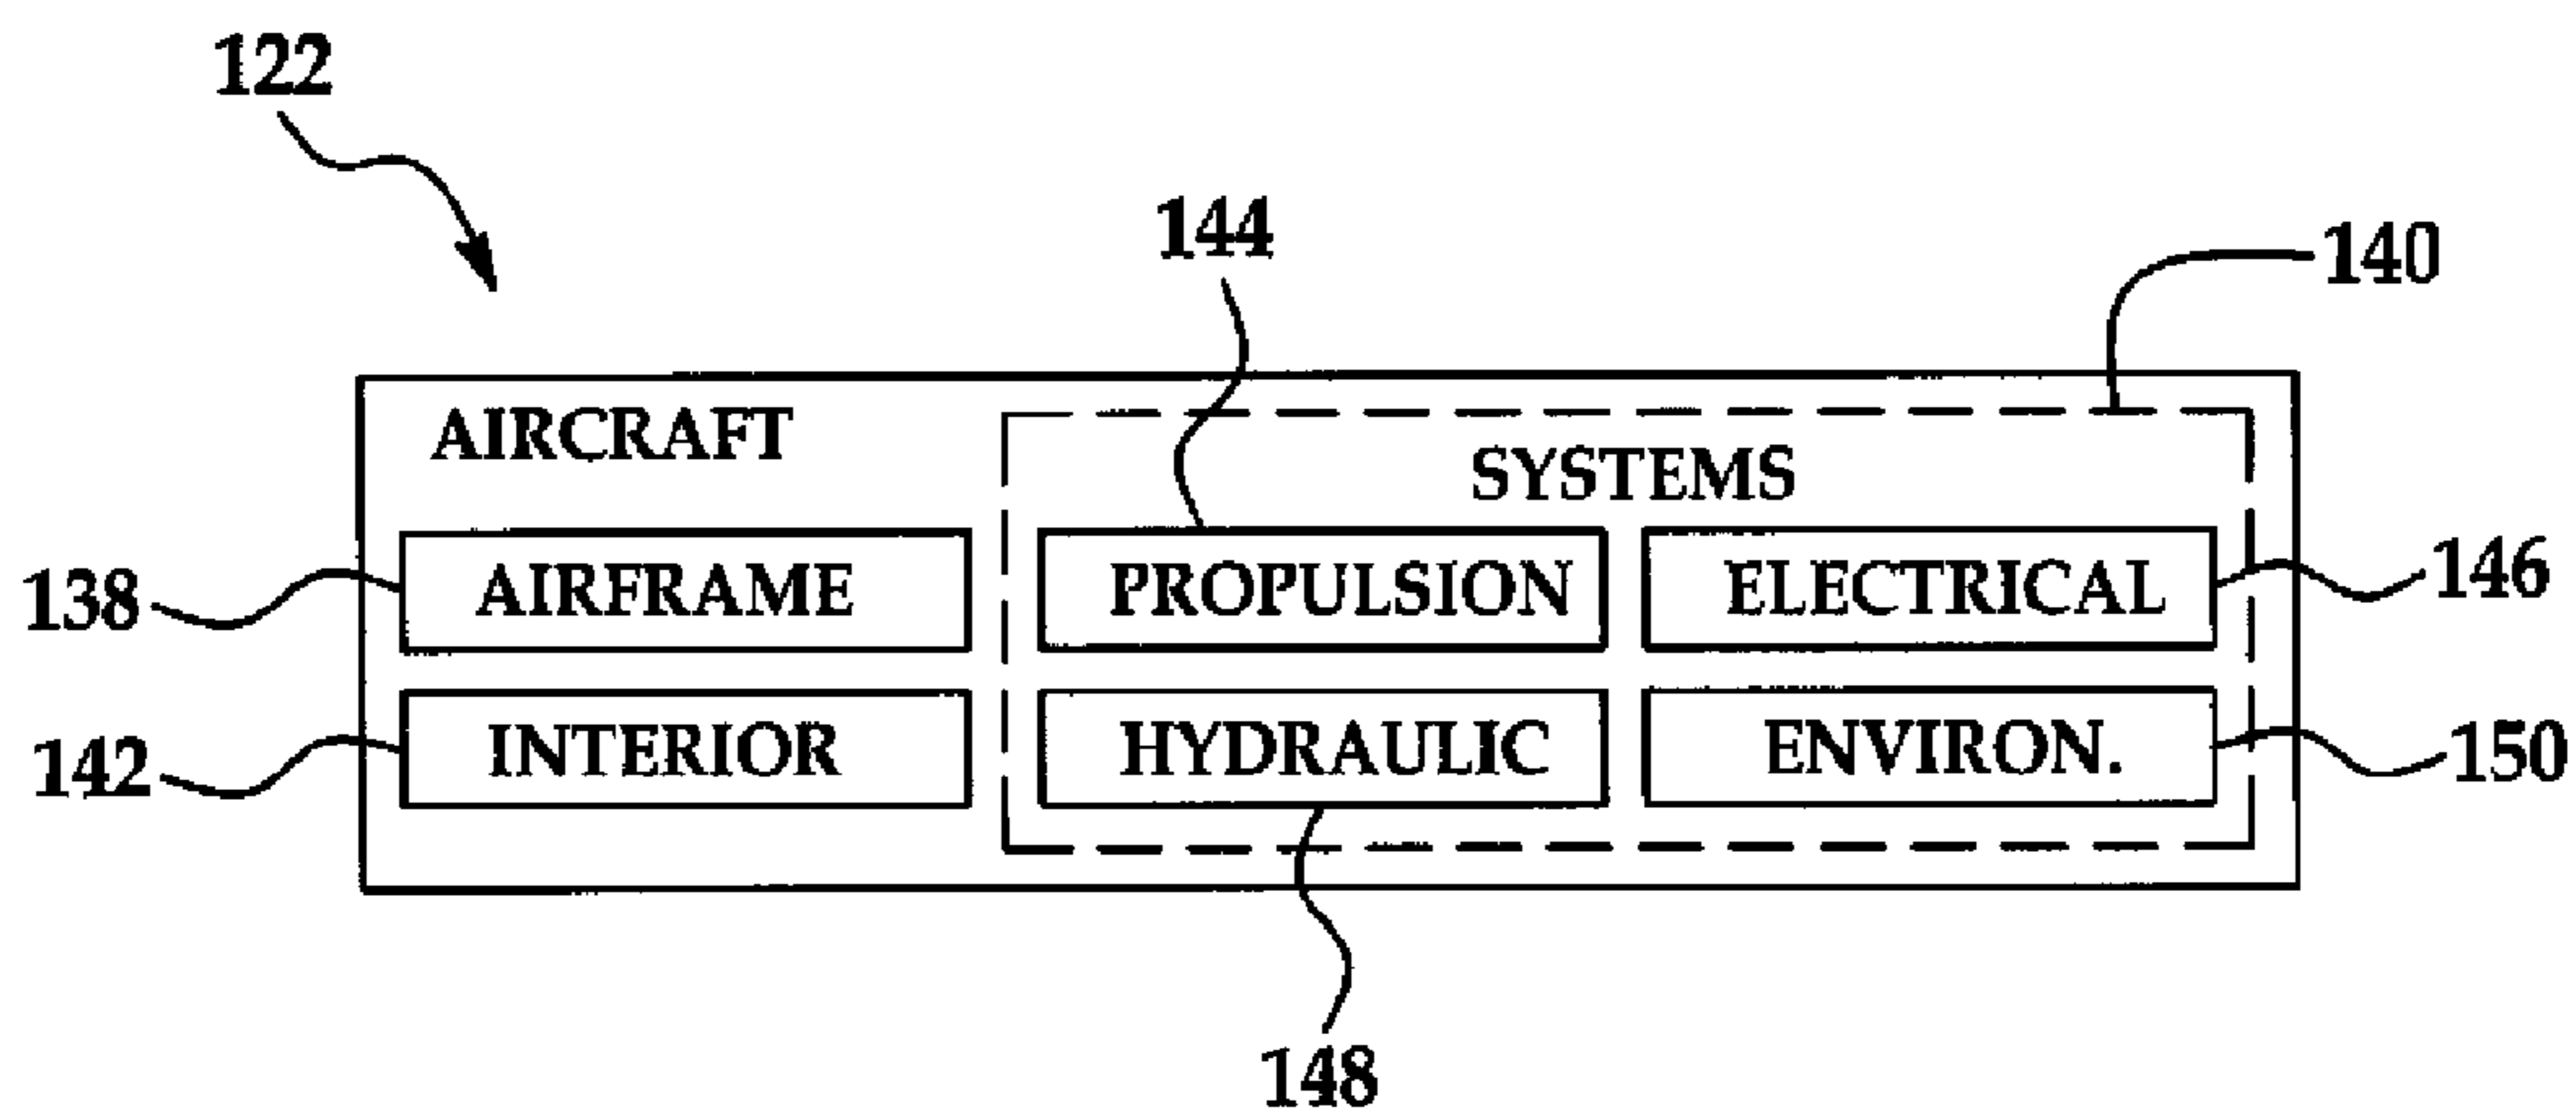 122
144
140
AIRCRAFT
SYSTEMS
138 AIRFRAME PROPULSION ELECTRICAL 146
142 INTERIOR HYDRAULIC ENVIRON. 150
148